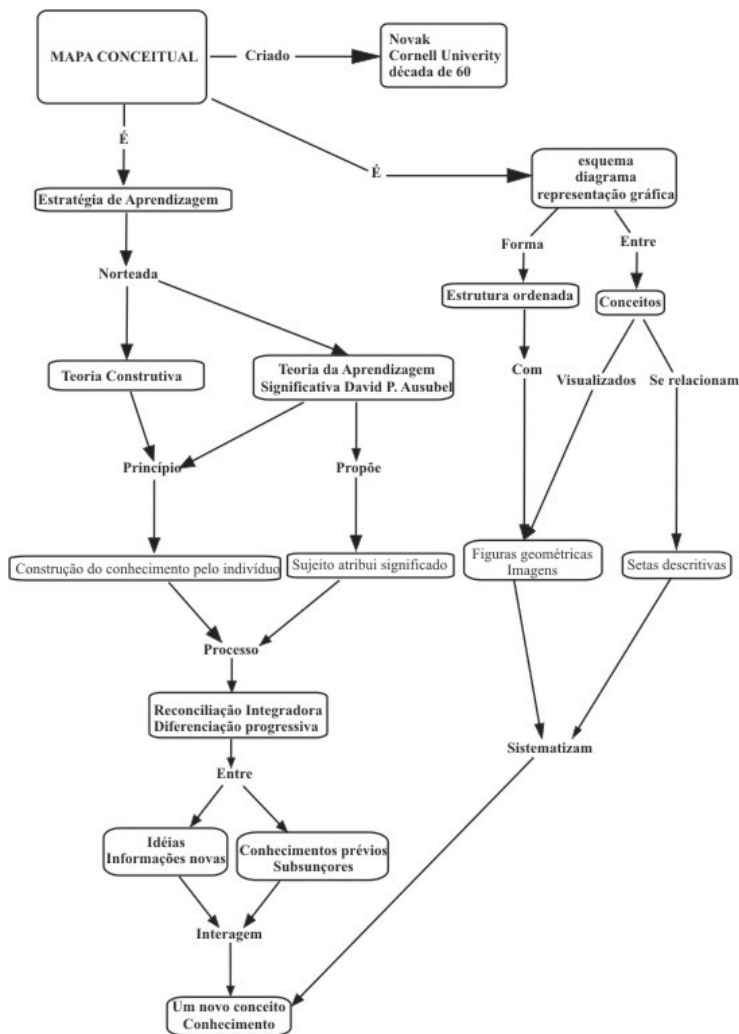 MAPA CONCEITUAL
Criado
Novak
Cornell Univerity
década de 60
É
É
esquema
diagrama
representação gráfica
Estratégia de Aprendizagem
Forma
Entre
Norteada
Estrutura ordenada
Conceitos
Teoria Construtiva
Teoria da Aprendizagem
Significativa David P. Ausubel
Com
Visualizados
Se relacionam
Princípio
Propõe
Construção do conhecimento pelo indivíduo
Sujeito atribui significado
Figuras geométricas
Imagens
Setas descritivas
Processo
Reconciliação Integradora
Diferenciação progressiva
Sistematizam
Entre
Idéias
Informações novas
Conhecimentos prévios
Subsunçores
Interagem
Um novo conceito
Conhecimento